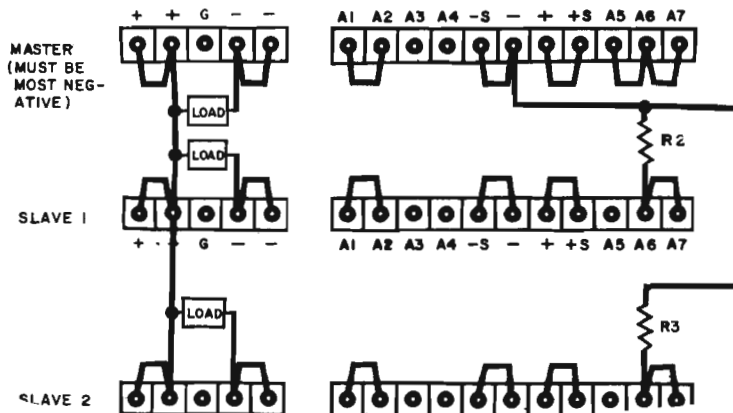 + + G - -
A1 A2 A3 A4 -S - + +S A5 A6 A7
MASTER
(MUST BE
MOST NEG-
ATIVE)
LOAD
R2
LOAD
SLAVE 1
+ + G - -
A1 A2 A3 A4 -S - + +S A5 A6 A7
LOAD
R3
SLAVE 2